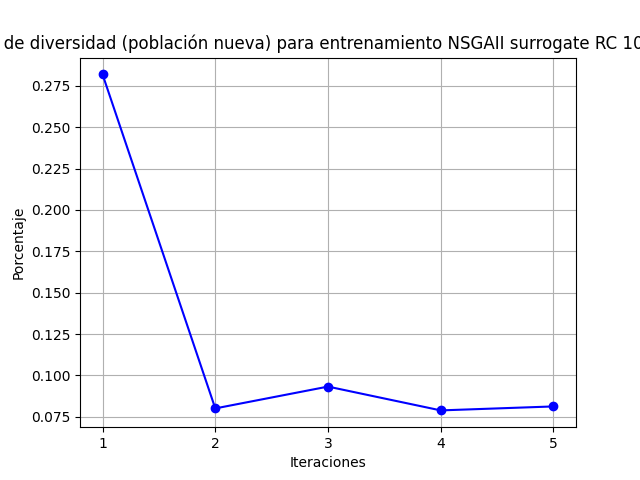 de diversidad (población nueva) para entrenamiento NSGAII surrogate RC 10
0.275
0.250
0.225
0.200
0.175
0.150
0.125
0.100
0.075
Porcentaje
1 2 3 4 5
Iteraciones